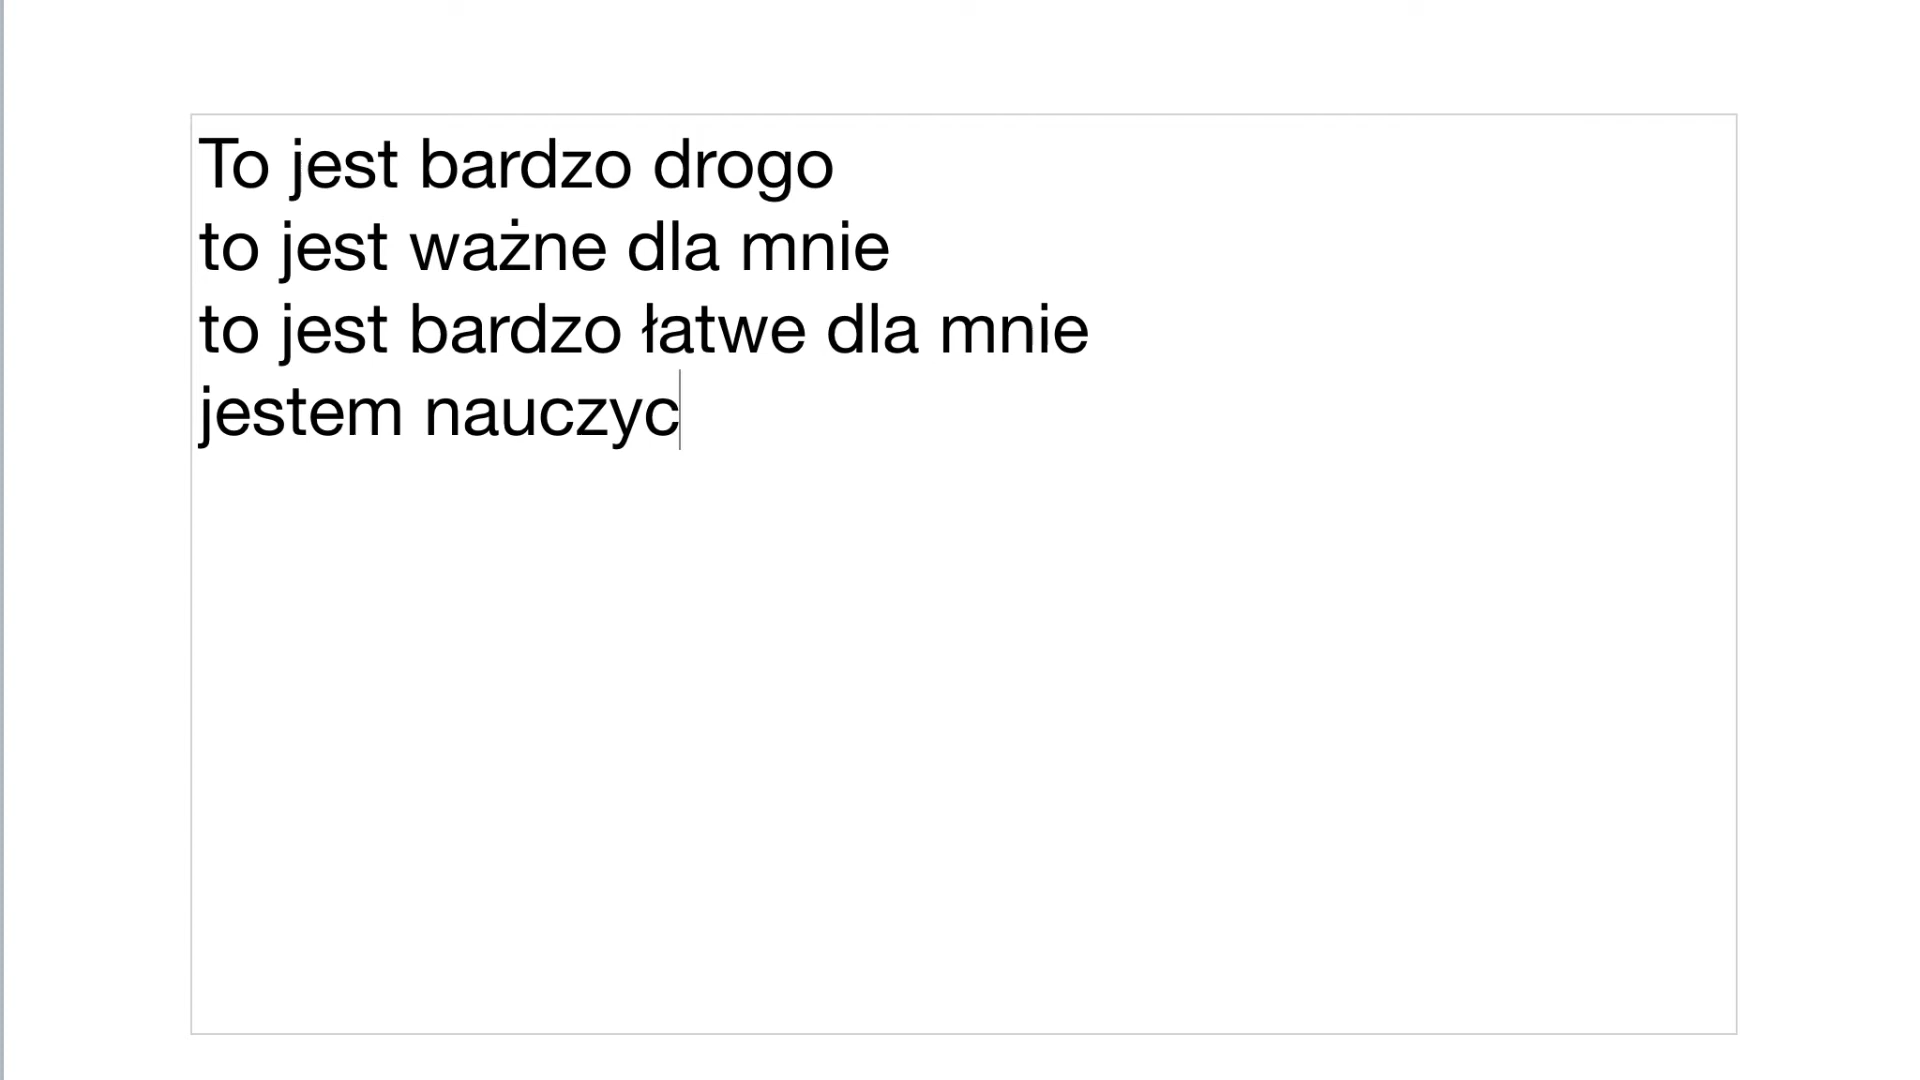 To jest bardzo drogo
to jest ważne dla mnie
to jest bardzo łatwe dla mnie
jestem nauczyc